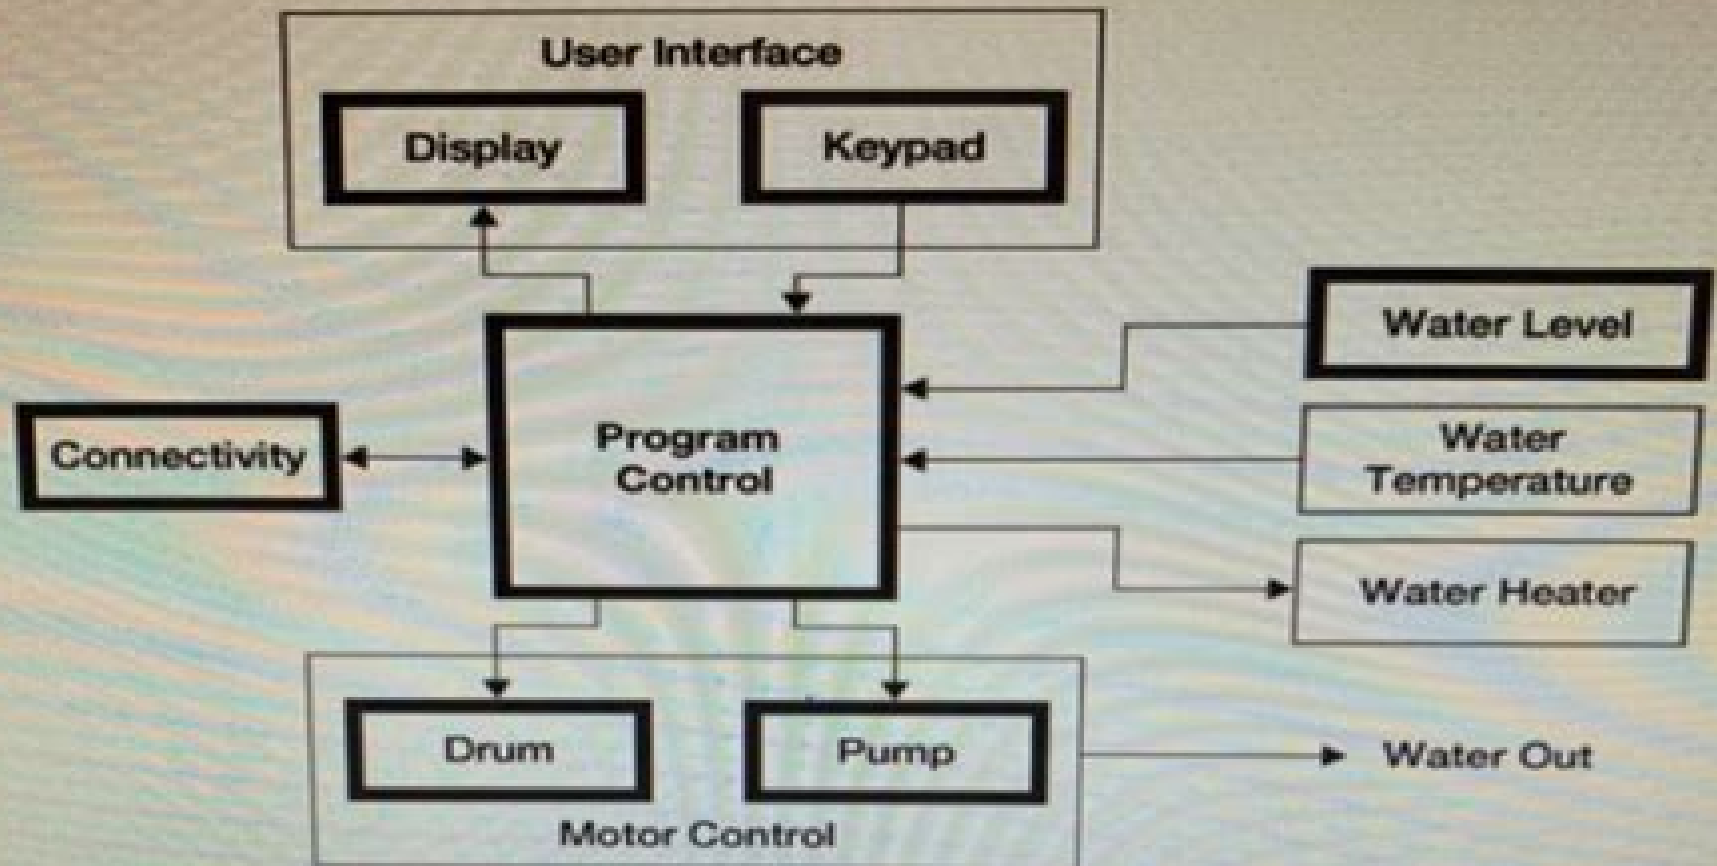 User Interface
Display
Keypad
Water Level
Connectivity
Program
Control
Water
Temperature
Water Heater
Drum
Pump
Water Out
Motor Control